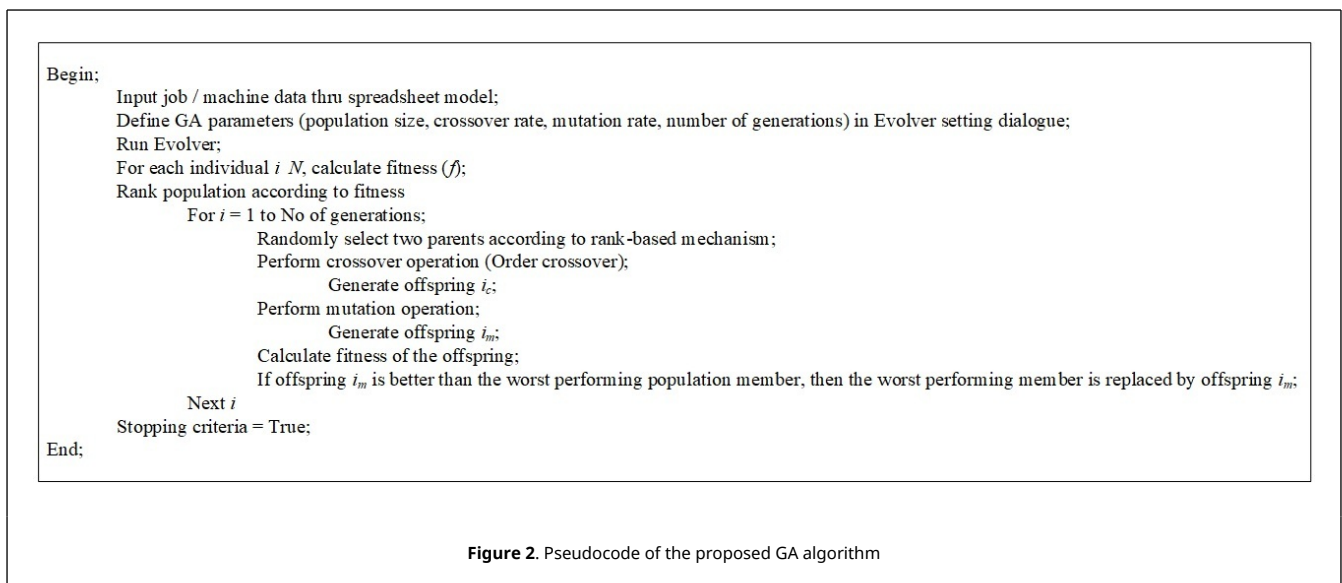 Begin;
Input job / machine data thru spreadsheet model;
Define GA parameters (population size, crossover rate, mutation rate, number of generations) in Evolver setting dialogue;
Run Evolver;
For each individual i N, calculate fitness (f);
Rank population according to fitness
For i = 1 to No of generations;
Randomly select two parents according to rank-based mechanism;
Perform crossover operation (Order crossover);
Generate offspring ic;
Perform mutation operation;
Generate offspring im;
Calculate fitness of the offspring;
If offspring im is better than the worst performing population member, then the worst performing member is replaced by offspring im;
Next i
Stopping criteria = True;
End;
Figure 2. Pseudocode of the proposed GA algorithm